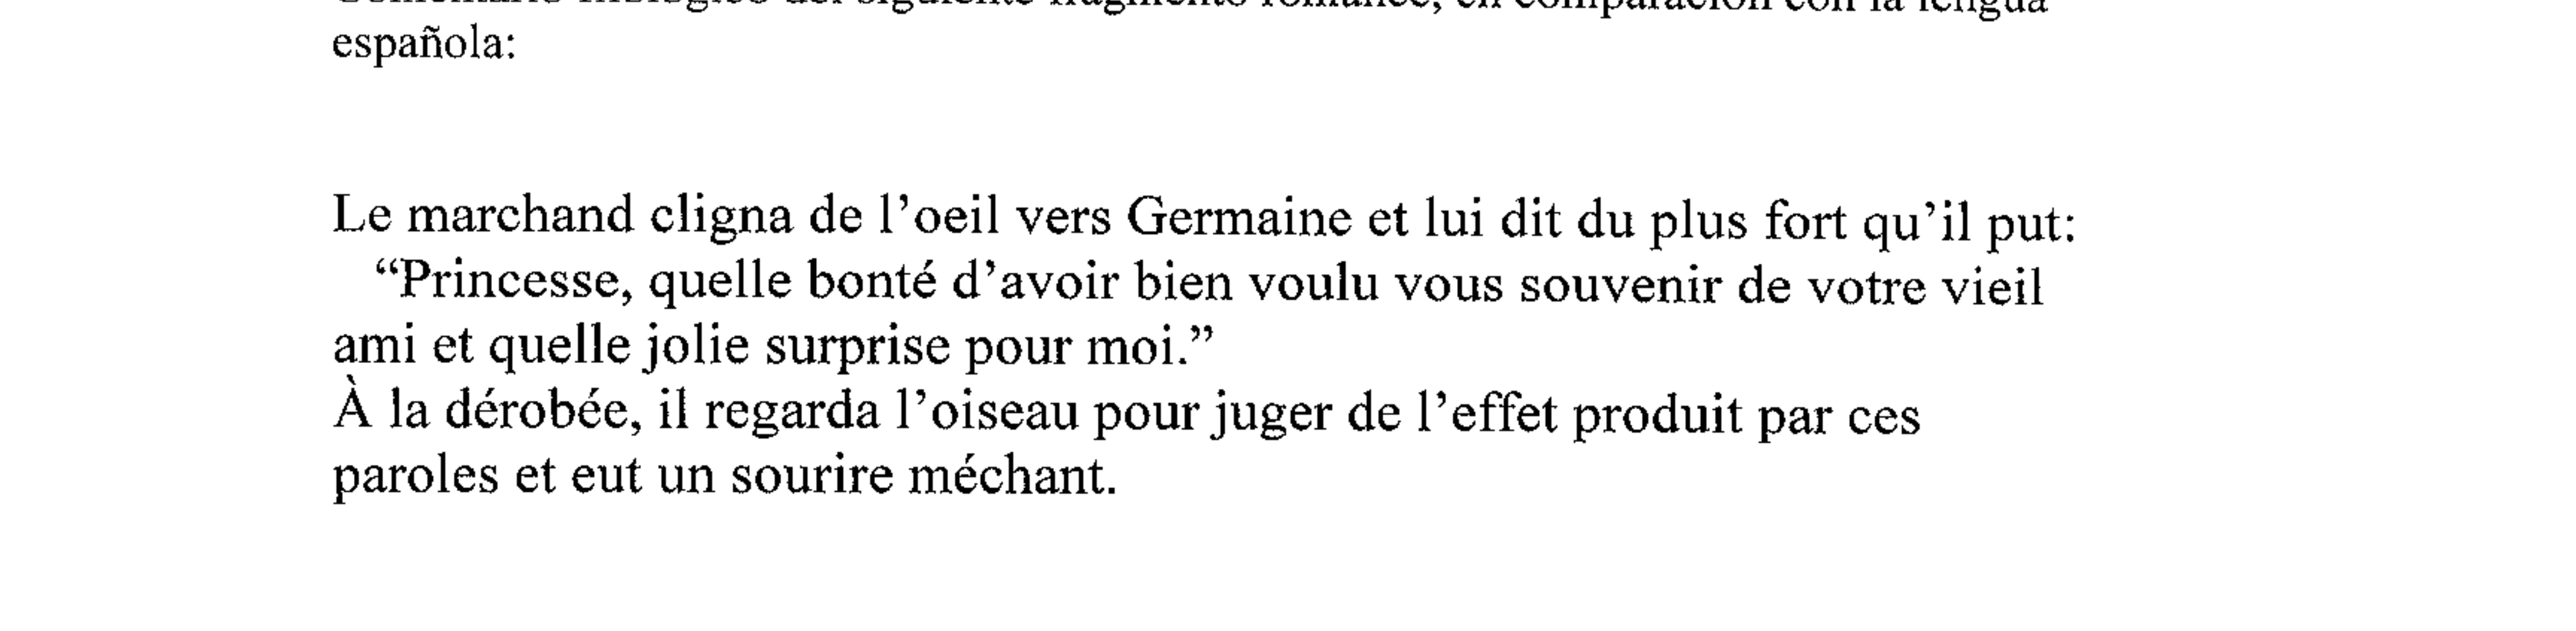 Comentario filológico del siguiente fragmento romance, en comparación con la lengua
española:
Le marchand cligna de l’oeil vers Germaine et lui dit du plus fort qu’il put:
“Princesse, quelle bonté d’avoir bien voulu vous souvenir de votre vieil
ami et quelle jolie surprise pour moi.”
À la dérobée, il regarda l’oiseau pour juger de l’effet produit par ces
paroles et eut un sourire méchant.